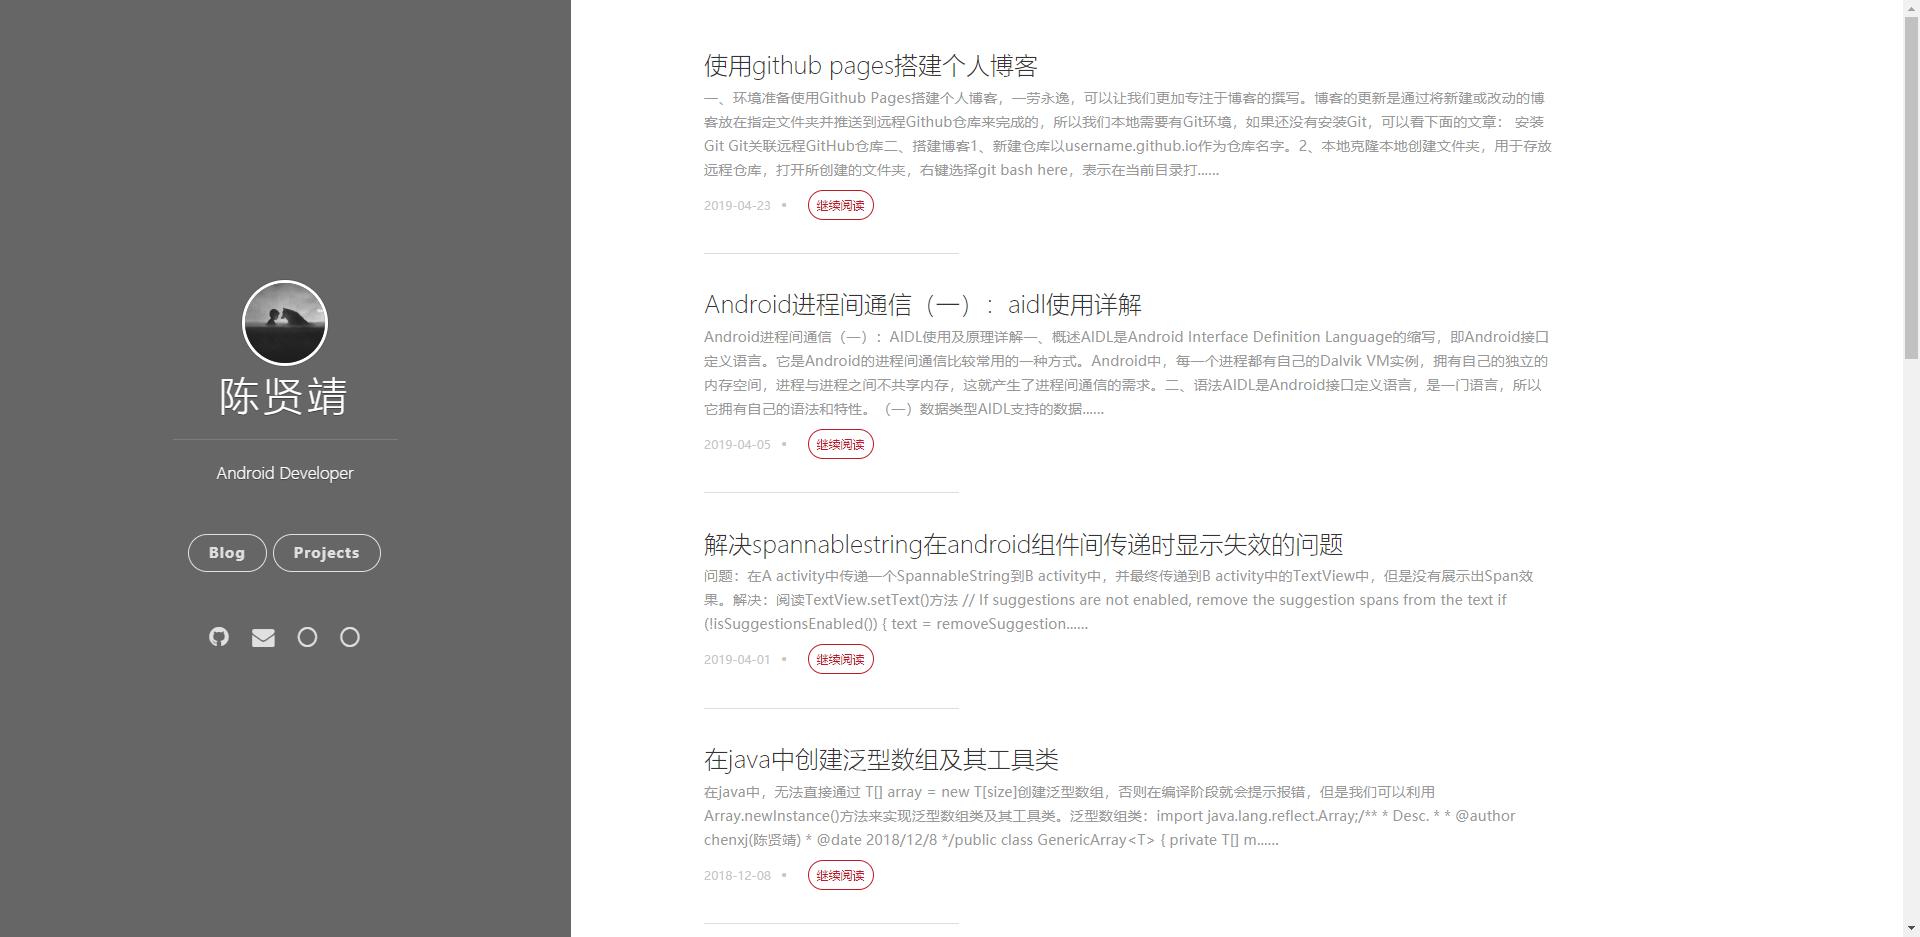 陈贤靖
Android Developer
Blog
Projects
使用github pages搭建个人博客
一、环境准备使用Github Pages搭建个人博客，一劳永逸，可以让我们更加专注于博客的撰写。博客的更新是通过将新建或改动的博
客放在指定文件夹并推送到远程Github仓库来完成的，所以我们本地需要有Git环境，如果还没有安装Git，可以看下面的文章： 安装
Git Git关联远程GitHub仓库二、搭建博客1、新建仓库以username.github.io作为仓库名字。2、本地克隆本地创建文件夹，用于存放
远程仓库，打开所创建的文件夹，右键选择git bash here，表示在当前目录打......
2019-04-23 • 继续阅读
Android进程间通信（一）：aidl使用详解
Android进程间通信（一）：AIDL使用及原理详解一、概述AIDL是Android Interface Definition Language的缩写，即Android接口
定义语言。它是Android的进程间通信比较常用的一种方式。Android中，每一个进程都有自己的Dalvik VM实例，拥有自己的独立的
内存空间，进程与进程之间不共享内存，这就产生了进程间通信的需求。二、语法AIDL是Android接口定义语言，是一门语言，所以
它拥有自己的语法和特性。（一）数据类型AIDL支持的数据......
2019-04-05 • 继续阅读
解决spannablestring在android组件间传递时显示失效的问题
问题：在A activity中传递一个SpannableString到B activity中，并最终传递到B activity中的TextView中，但是没有展示出Span效
果。解决：阅读TextView.setText()方法 // If suggestions are not enabled, remove the suggestion spans from the text if
(!isSuggestionsEnabled()) { text = removeSuggestion......
2019-04-01 • 继续阅读
在java中创建泛型数组及其工具类
在java中，无法直接通过 T[] array = new T[size]创建泛型数组，否则在编译阶段就会提示报错，但是我们可以利用
Array.newInstance()方法来实现泛型数组类及其工具类。泛型数组类：import java.lang.reflect.Array;/** * Desc. * * @author
chenxj(陈贤靖) * @date 2018/12/8 */public class GenericArray<T> { private T[] m......
2018-12-08 • 继续阅读